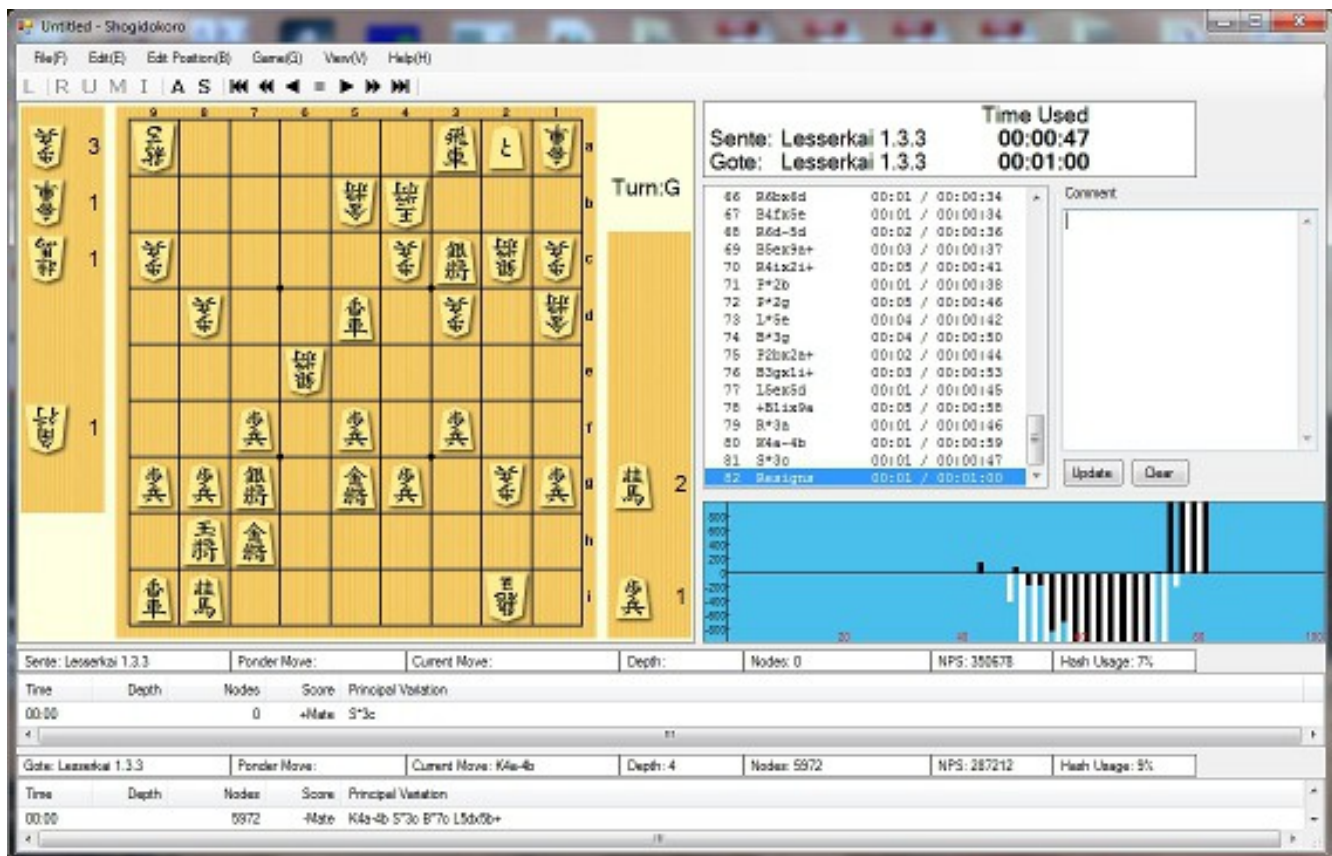 Untitled - Shogidokoro
File(F) Edit(E) Edit Position(B) Game(G) View(V) Help(H)
L R U M I A S
3
1
1
1
9 8 7 6 5 4 3 2 1
a
b
c
d
e
f
g
h
i
Turn:G
2
1
Time Used
Sente: Lesserkai 1.3.3 00:00:47
Gote: Lesserkai 1.3.3 00:01:00
66 R6bx6d 00:01 / 00:00:34
67 B4fx5e 00:01 / 00:00:34
68 R6d-5d 00:02 / 00:00:36
69 B5ex9a+ 00:03 / 00:00:37
70 R4ix2i+ 00:05 / 00:00:41
71 P*2b 00:01 / 00:00:38
72 P*2g 00:05 / 00:00:46
73 L*5e 00:04 / 00:00:42
74 B*3g 00:04 / 00:00:50
75 P2bx2a+ 00:02 / 00:00:44
76 B3gx1i+ 00:03 / 00:00:53
77 L5ex5d 00:01 / 00:00:45
78 +B1ix9a 00:05 / 00:00:58
79 R*3a 00:01 / 00:00:46
80 K4a-4b 00:01 / 00:00:59
81 S*3c 00:01 / 00:00:47
82 Resigns 00:01 / 00:01:00
Comment
Update Clear
20 40 60 80 100
Sente: Lesserkai 1.3.3 Ponder Move: Current Move: Depth: Nodes: 0 NPS: 350678 Hash Usage: 7%
Time Depth Nodes Score Principal Variation
00:00 0 +Mate S*3c
Gote: Lesserkai 1.3.3 Ponder Move: Current Move: K4a-4b Depth: 4 Nodes: 5972 NPS: 287212 Hash Usage: 9%
Time Depth Nodes Score Principal Variation
00:00 5972 -Mate K4a-4b S*3c B*7c L5dx5b+